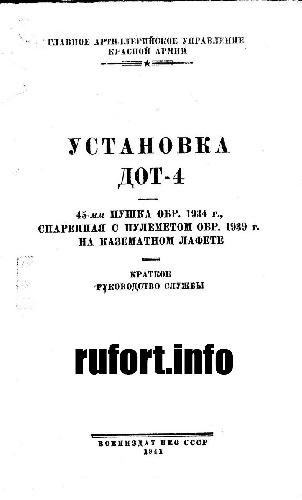 ГЛАВНОЕ АРТИЛЛЕРИЙСКОЕ УПРАВЛЕНИЕ
КРАСНОЙ АРМИИ
УСТАНОВКА
ДОТ-4
45-мм ПУШКА ОБР. 1934 г.,
СПАРЕННАЯ С ПУЛЕМЕТОМ ОБР. 1939 г.
НА КАЗЕМАТНОМ ЛАФЕТЕ
КРАТКОЕ
РУКОВОДСТВО СЛУЖБЫ
rufort.info
ВОЕНИЗДАТ НКО СССР
1941